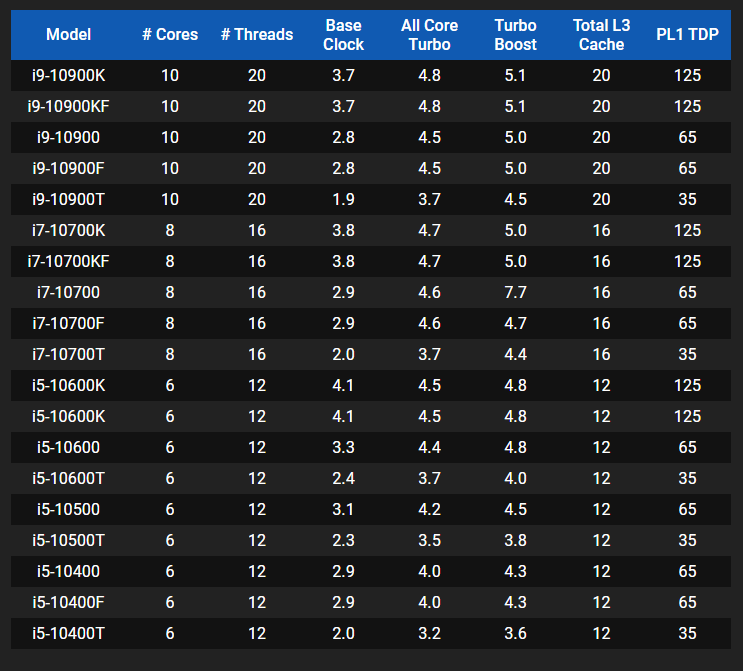 Model # Cores # Threads Base Clock All Core Turbo Turbo Boost Total L3 Cache PL1 TDP
i9-10900K 10 20 3.7 4.8 5.1 20 125
i9-10900KF 10 20 3.7 4.8 5.1 20 125
i9-10900 10 20 2.8 4.5 5.0 20 65
i9-10900F 10 20 2.8 4.5 5.0 20 65
i9-10900T 10 20 1.9 3.7 4.5 20 35
i7-10700K 8 16 3.8 4.7 5.0 16 125
i7-10700KF 8 16 3.8 4.7 5.0 16 125
i7-10700 8 16 2.9 4.6 7.7 16 65
i7-10700F 8 16 2.9 4.6 4.7 16 65
i7-10700T 8 16 2.0 3.7 4.4 16 35
i5-10600K 6 12 4.1 4.5 4.8 12 125
i5-10600K 6 12 4.1 4.5 4.8 12 125
i5-10600 6 12 3.3 4.4 4.8 12 65
i5-10600T 6 12 2.4 3.7 4.0 12 35
i5-10500 6 12 3.1 4.2 4.5 12 65
i5-10500T 6 12 2.3 3.5 3.8 12 35
i5-10400 6 12 2.9 4.0 4.3 12 65
i5-10400F 6 12 2.9 4.0 4.3 12 65
i5-10400T 6 12 2.0 3.2 3.6 12 35